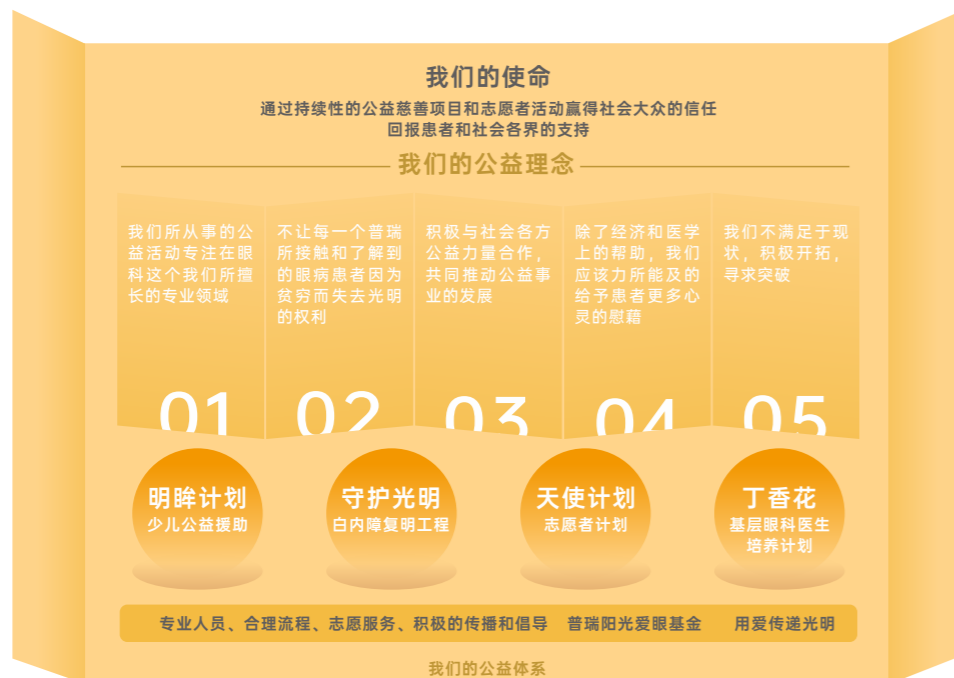 我们的使命
通过持续性的公益慈善项目和志愿者活动赢得社会大众的信任
回报患者和社会各界的支持
我们的公益理念
我们所从事的公
益活动专注在眼
科这个我们所擅
长的专业领域
01
不让每一个普瑞
所接触和了解到
的眼病患者因为
贫穷而失去光明
的权利
02
积极与社会各方
公益力量合作，
共同推动公益事
业的发展
03
除了经济和医学
上的帮助，我们
应该力所能及的
给予患者更多心
灵的慰藉
04
我们不满足于现
状，积极开拓，
寻求突破
05
明眸计划
少儿公益援助
守护光明
白内障复明工程
天使计划
志愿者计划
丁香花
基层眼科医生
培养计划
专业人员、合理流程、志愿服务、积极的传播和倡导 普瑞阳光爱眼基金 用爱传递光明
我们的公益体系